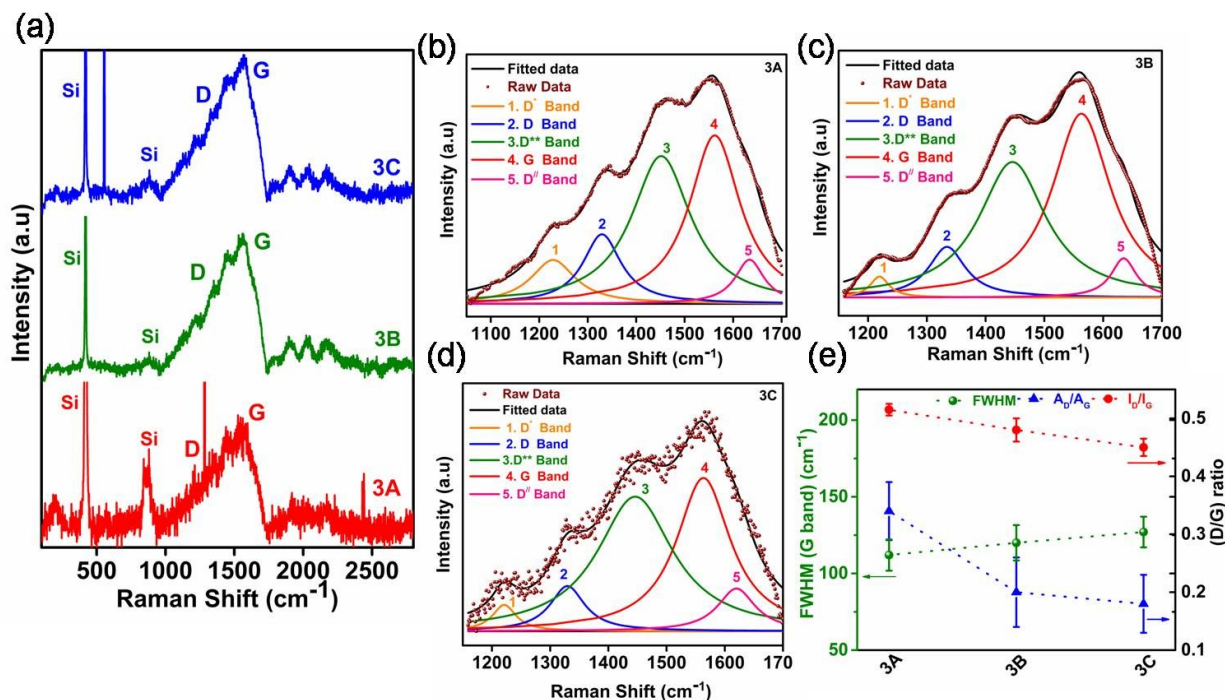 (a)
Si
D
G
Si
3C
Si
D
G
Si
3B
Si
Si
D
G
3A
Intensity (a.u)
500 1000 1500 2000 2500
Raman Shift (cm⁻¹)
(b)
3A
Fitted data
Raw Data
1. D* Band
2. D Band
3.D** Band
4. G Band
5. D// Band
1
2
3
4
5
Intensity (a.u)
1100 1200 1300 1400 1500 1600 1700
Raman Shift (cm⁻¹)
(c)
3B
Fitted data
Raw Data
1. D* Band
2. D Band
3.D** Band
4. G Band
5. D// Band
1
2
3
4
5
Intensity (a.u)
1200 1300 1400 1500 1600 1700
Raman Shift (cm⁻¹)
(d)
3C
Raw Data
Fitted data
1. D* Band
2. D Band
3.D** Band
4. G Band
5. D// Band
1
2
3
4
5
Intensity (a.u)
1200 1300 1400 1500 1600 1700
Raman Shift (cm⁻¹)
(e)
FWHM A_D/A_G I_D/I_G
200
150
100
50
FWHM (G band) (cm⁻¹)
0.5
0.4
0.3
0.2
0.1
(D/G) ratio
3A 3B 3C